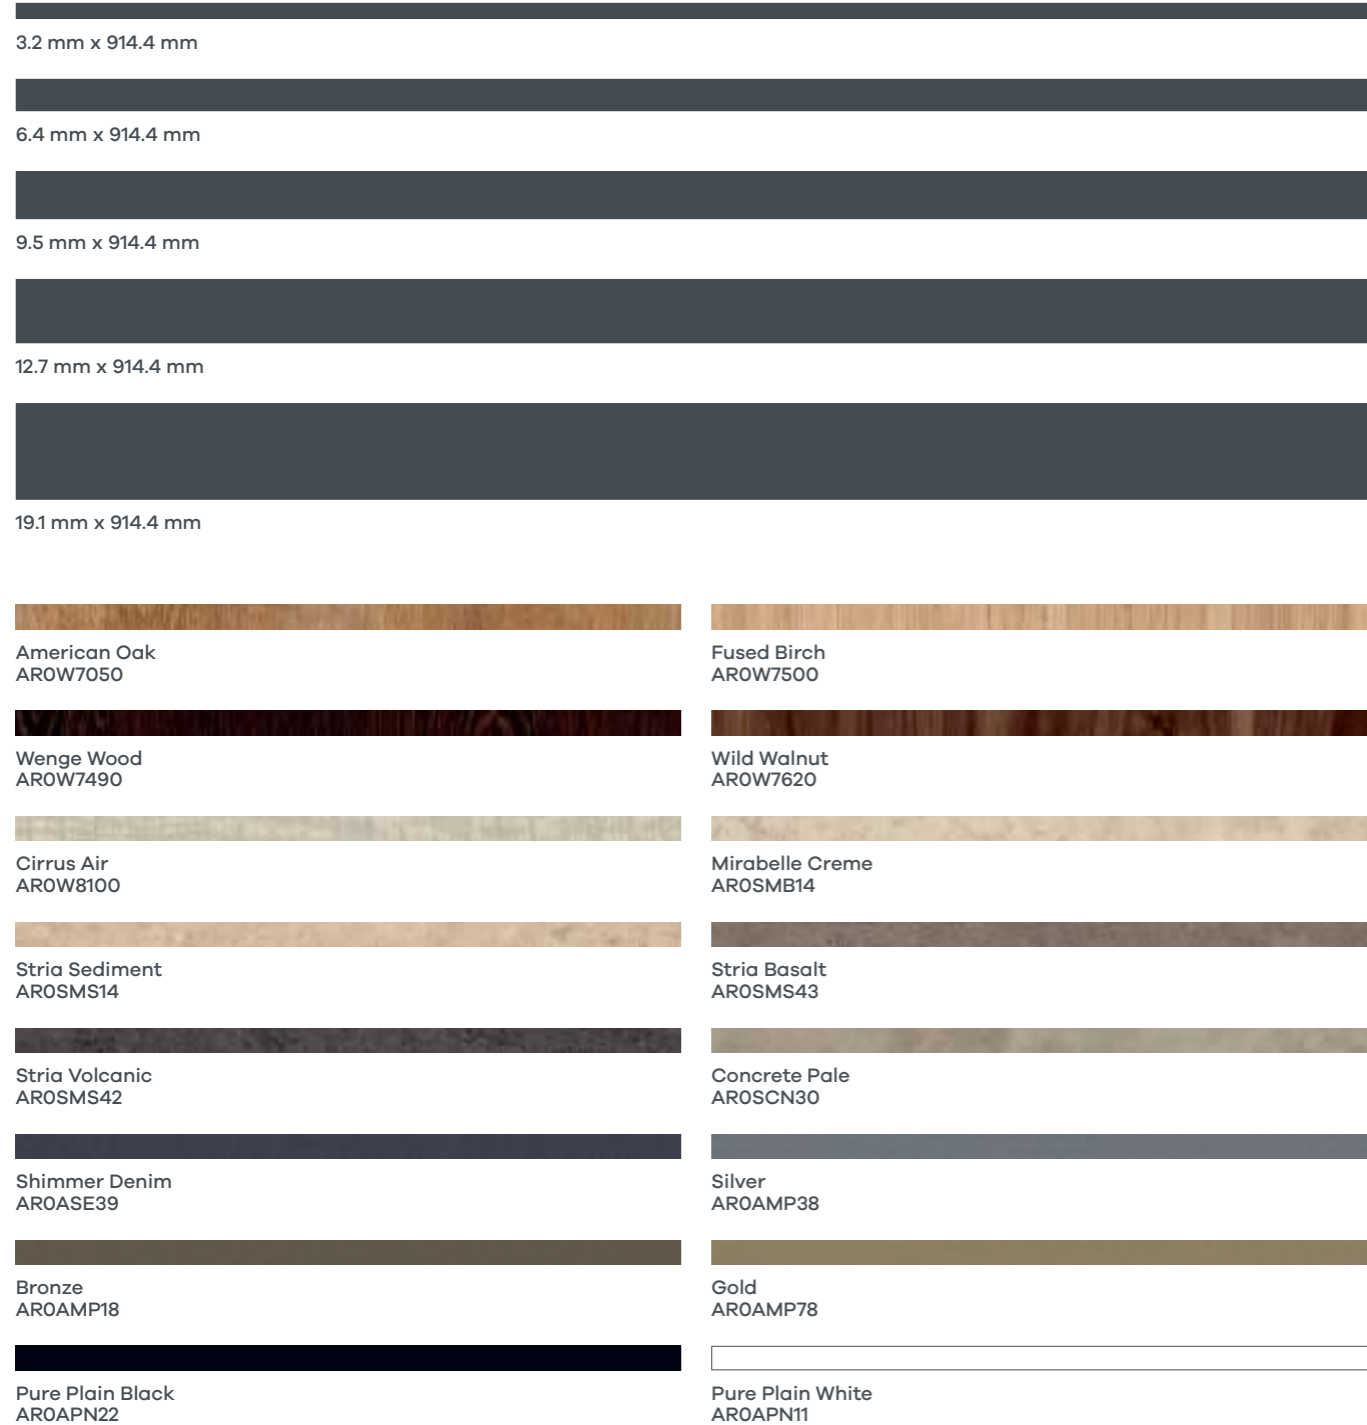 3.2 mm x 914.4 mm
6.4 mm x 914.4 mm
9.5 mm x 914.4 mm
12.7 mm x 914.4 mm
19.1 mm x 914.4 mm
American Oak
AR0W7050
Fused Birch
AR0W7500
Wenge Wood
AR0W7490
Wild Walnut
AR0W7620
Cirrus Air
AR0W8100
Mirabelle Creme
AR0SMB14
Stria Sediment
AR0SMS14
Stria Basalt
AR0SMS43
Stria Volcanic
AR0SMS42
Concrete Pale
AR0SCN30
Shimmer Denim
AR0ASE39
Silver
AR0AMP38
Bronze
AR0AMP18
Gold
AR0AMP78
Pure Plain Black
AR0APN22
Pure Plain White
AR0APN11